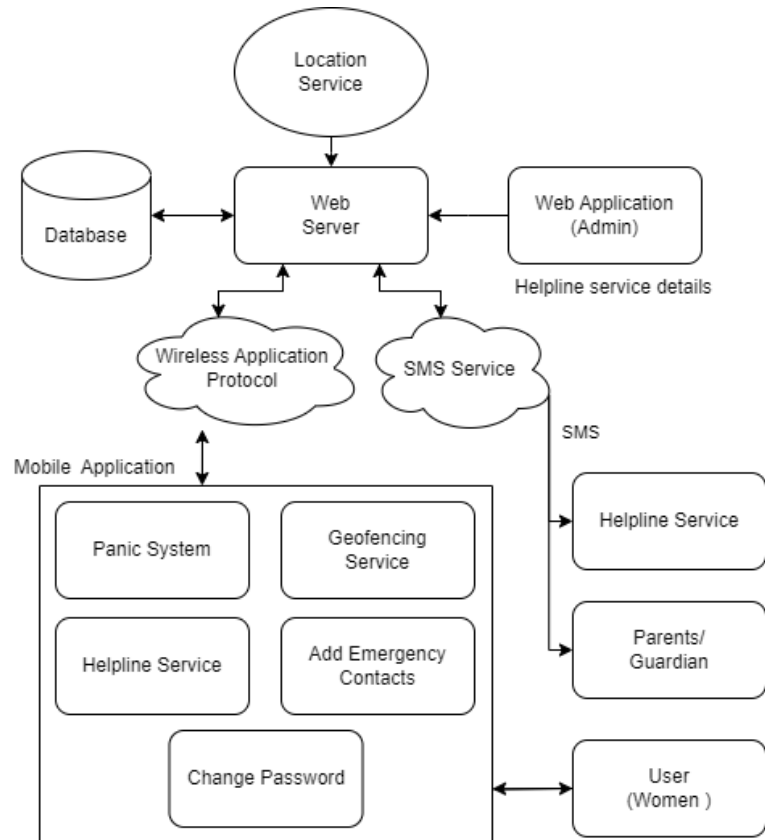 Location
Service
Database
Web
Server
Web Application
(Admin)
Helpline service details
Wireless Application
Protocol
SMS Service
SMS
Mobile Application
Panic System
Geofencing
Service
Helpline Service
Helpline Service
Add Emergency
Contacts
Parents/
Guardian
Change Password
User
(Women )